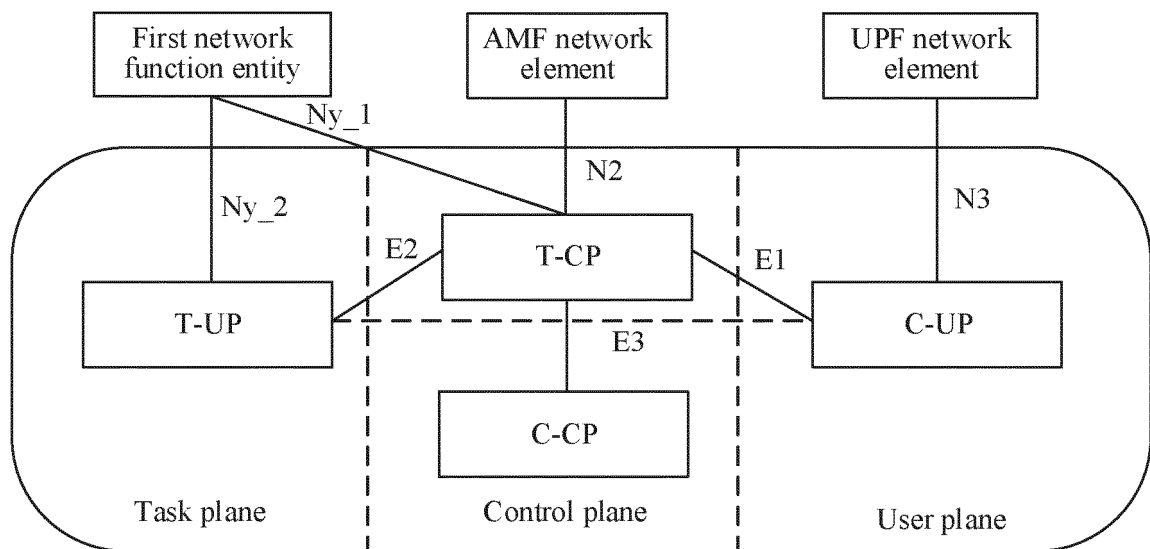 First network
function entity
AMF network
element
UPF network
element
Ny_1
N2
Ny_2
N3
E2
T-CP
E1
T-UP
C-UP
E3
C-CP
Task plane
Control plane
User plane